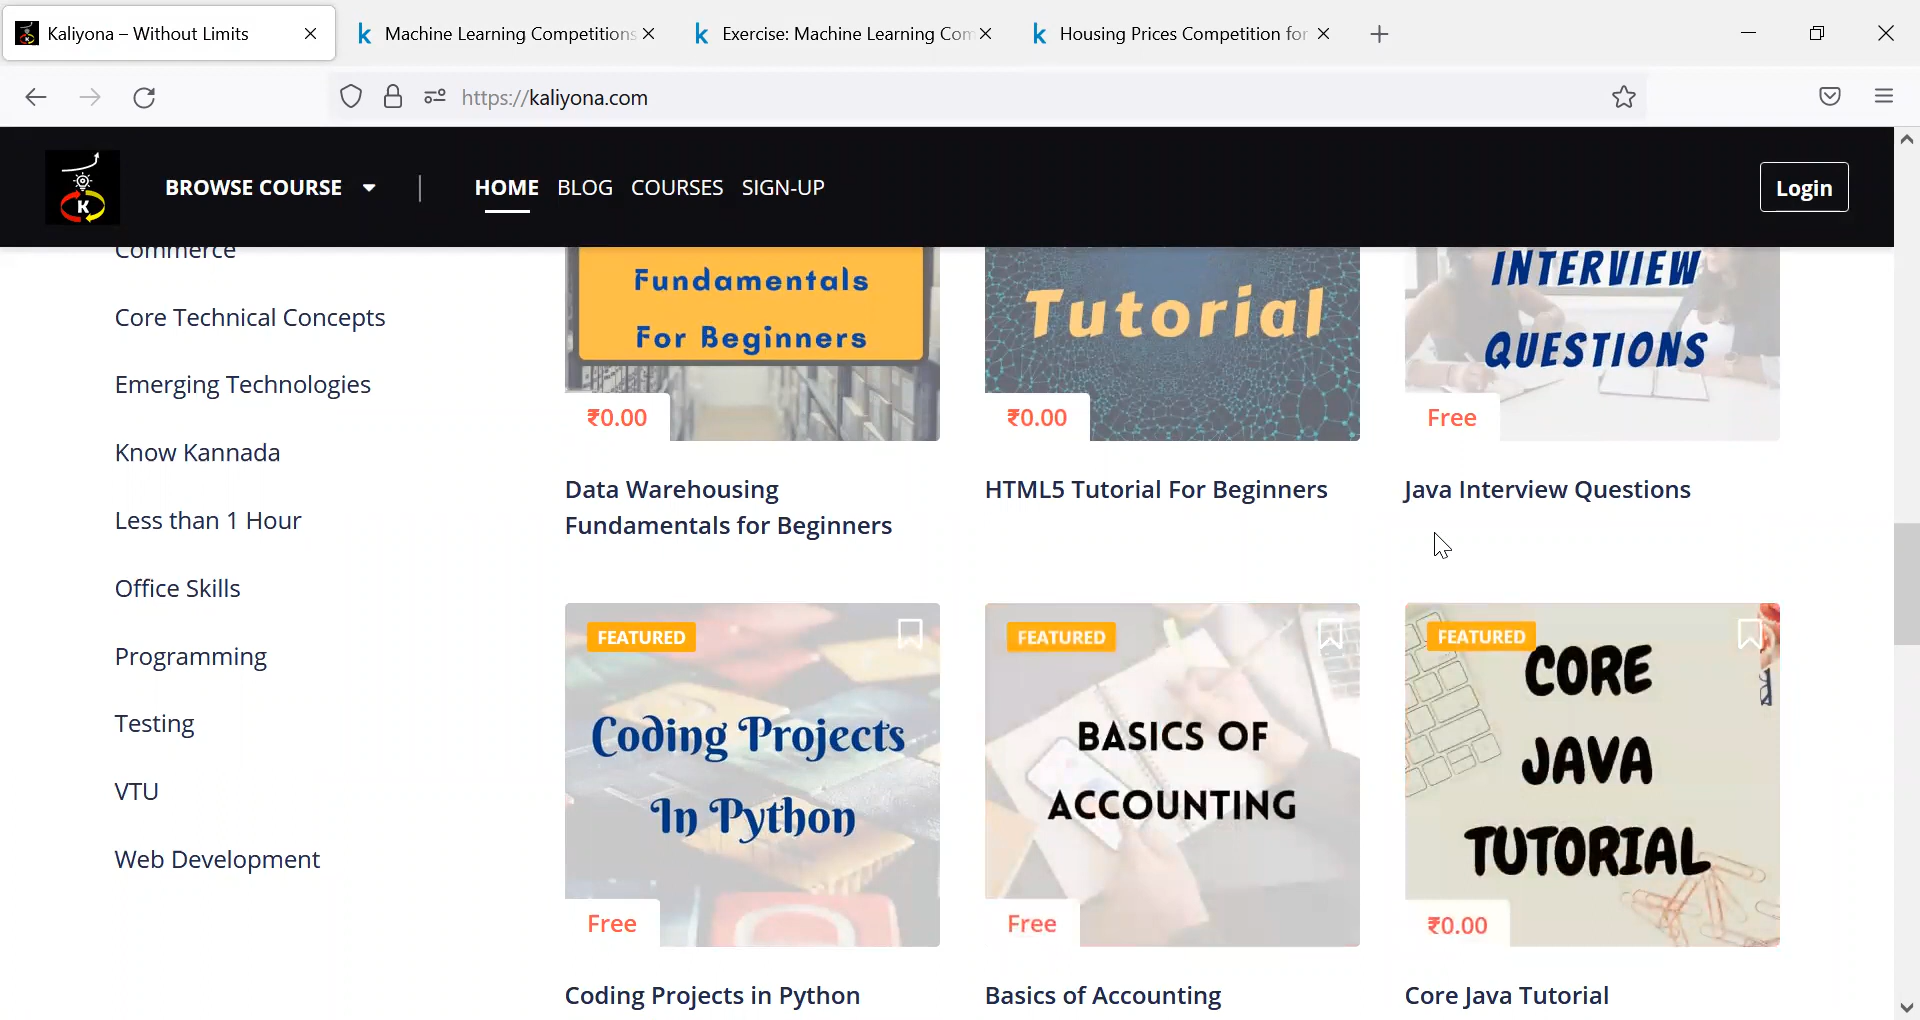 Kaliyona – Without Limits
Machine Learning Competitions
Exercise: Machine Learning Com
Housing Prices Competition for
https://kaliyona.com
K
BROWSE COURSE
HOME
BLOG
COURSES
SIGN-UP
Login
Commerce
Core Technical Concepts
Emerging Technologies
Know Kannada
Less than 1 Hour
Office Skills
Programming
Testing
VTU
Web Development
Fundamentals
For Beginners
₹0.00
Data Warehousing
Fundamentals for Beginners
Tutorial
₹0.00
HTML5 Tutorial For Beginners
INTERVIEW
QUESTIONS
Free
Java Interview Questions
FEATURED
Coding Projects
In Python
Free
Coding Projects in Python
FEATURED
BASICS OF
ACCOUNTING
Free
Basics of Accounting
FEATURED
CORE
JAVA
TUTORIAL
₹0.00
Core Java Tutorial